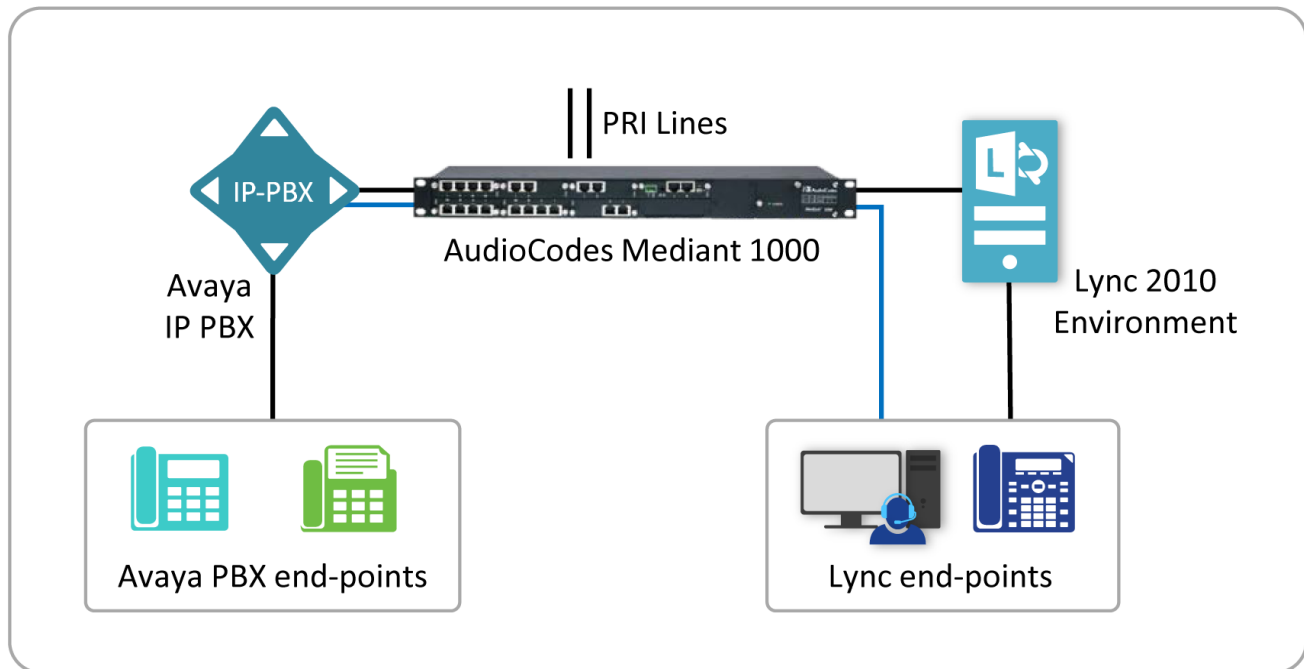 PRI Lines
IP-PBX
AudioCodes
AudioCodes Mediant 1000
Avaya
IP PBX
L
Lync 2010
Environment
Avaya PBX end-points
Lync end-points